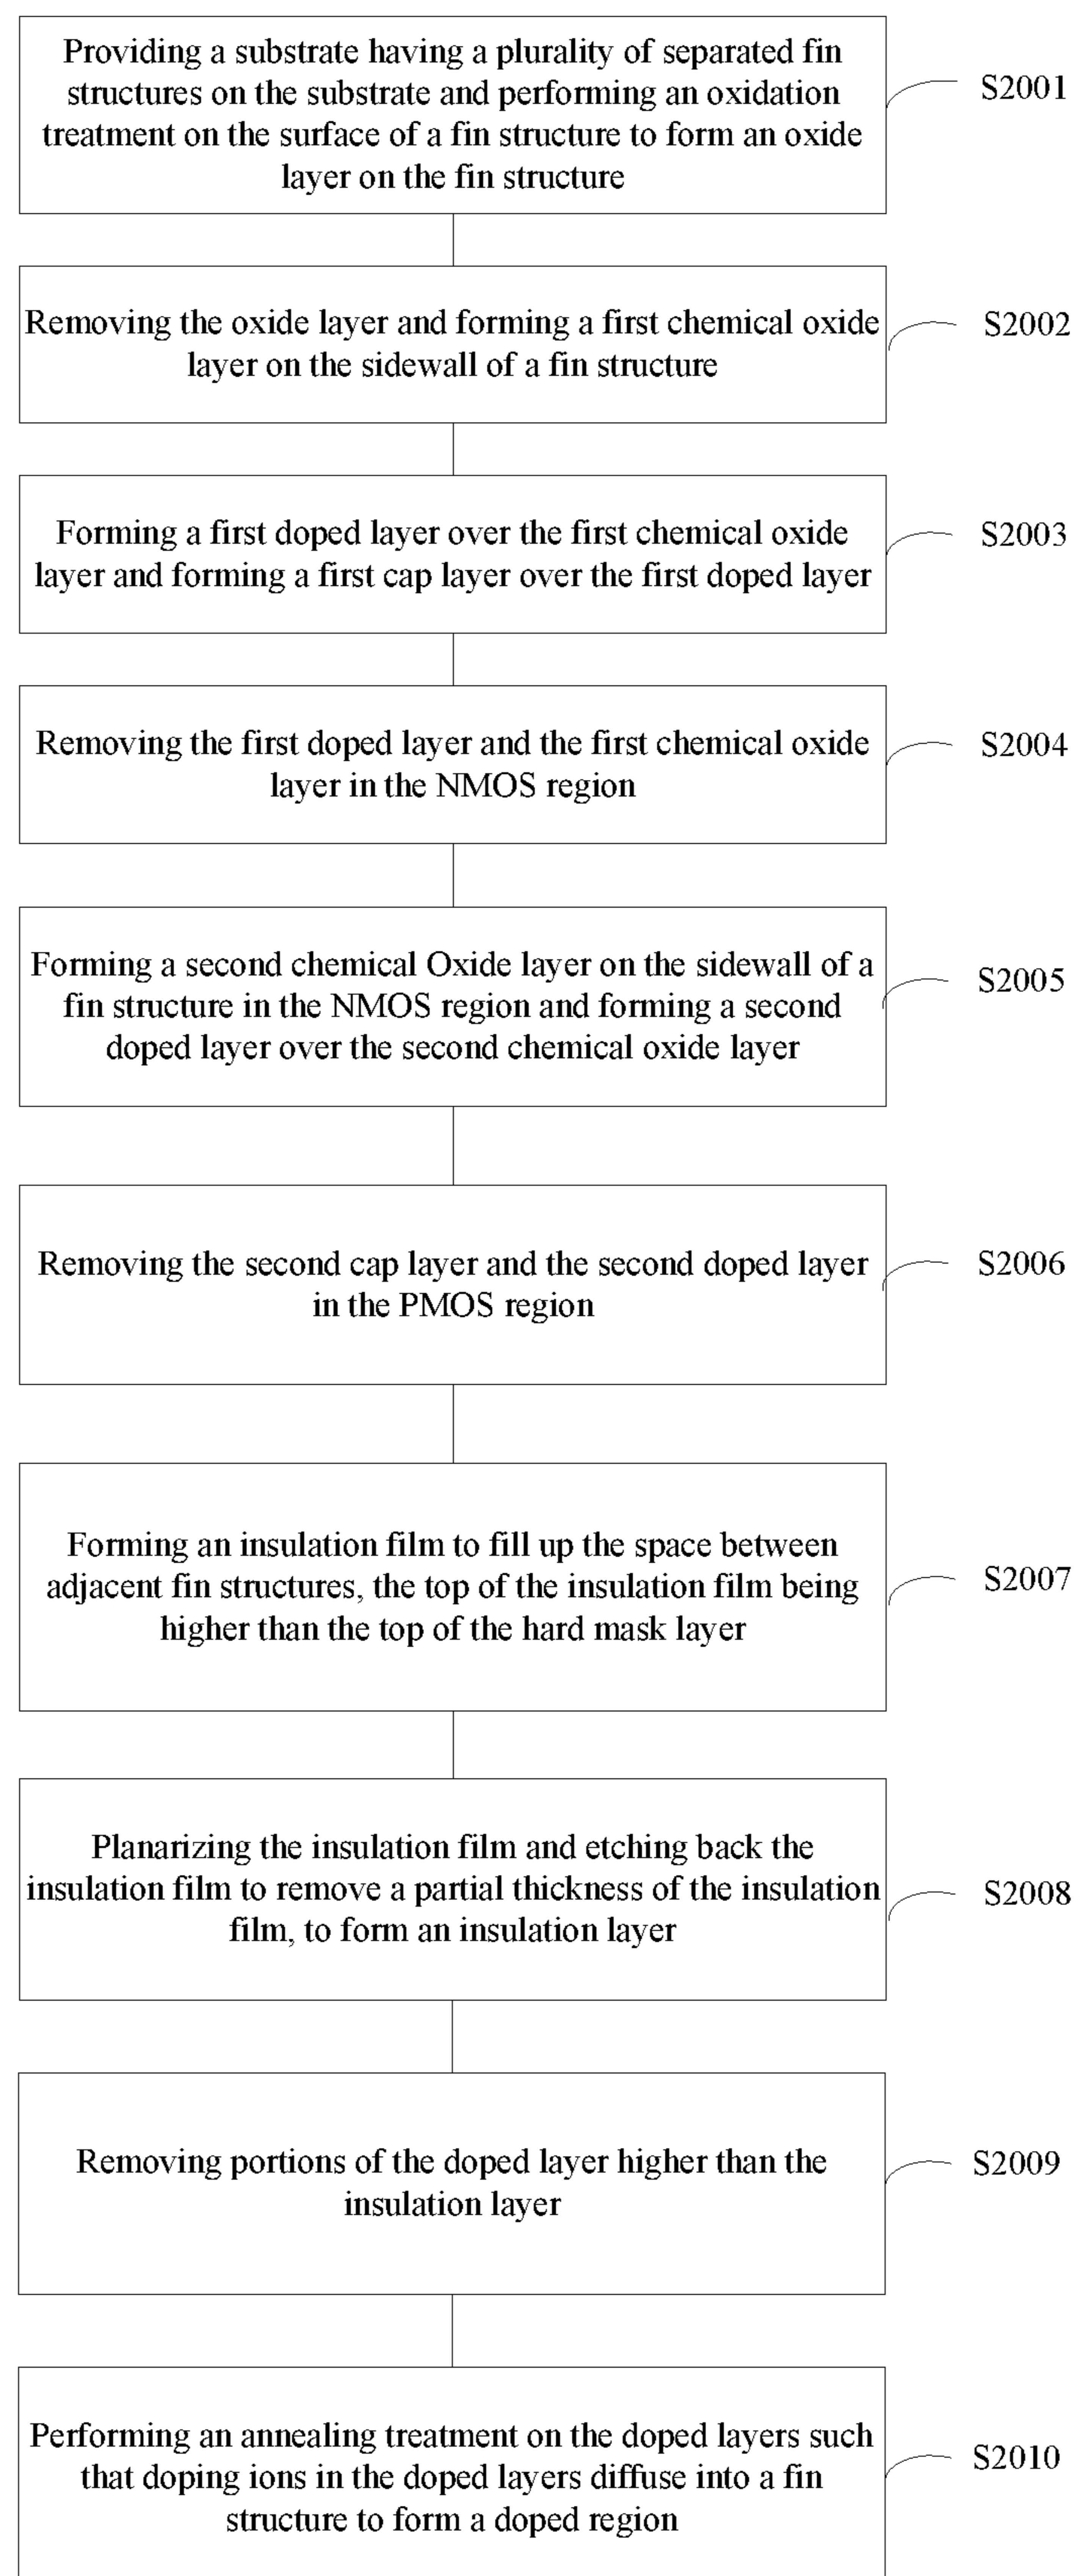 Providing a substrate having a plurality of separated fin
structures on the substrate and performing an oxidation
treatment on the surface of a fin structure to form an oxide
layer on the fin structure
S2001
Removing the oxide layer and forming a first chemical oxide
layer on the sidewall of a fin structure
S2002
Forming a first doped layer over the first chemical oxide
layer and forming a first cap layer over the first doped layer
S2003
Removing the first doped layer and the first chemical oxide
layer in the NMOS region
S2004
Forming a second chemical Oxide layer on the sidewall of a
fin structure in the NMOS region and forming a second
doped layer over the second chemical oxide layer
S2005
Removing the second cap layer and the second doped layer
in the PMOS region
S2006
Forming an insulation film to fill up the space between
adjacent fin structures, the top of the insulation film being
higher than the top of the hard mask layer
S2007
Planarizing the insulation film and etching back the
insulation film to remove a partial thickness of the insulation
film, to form an insulation layer
S2008
Removing portions of the doped layer higher than the
insulation layer
S2009
Performing an annealing treatment on the doped layers such
that doping ions in the doped layers diffuse into a fin
structure to form a doped region
S2010